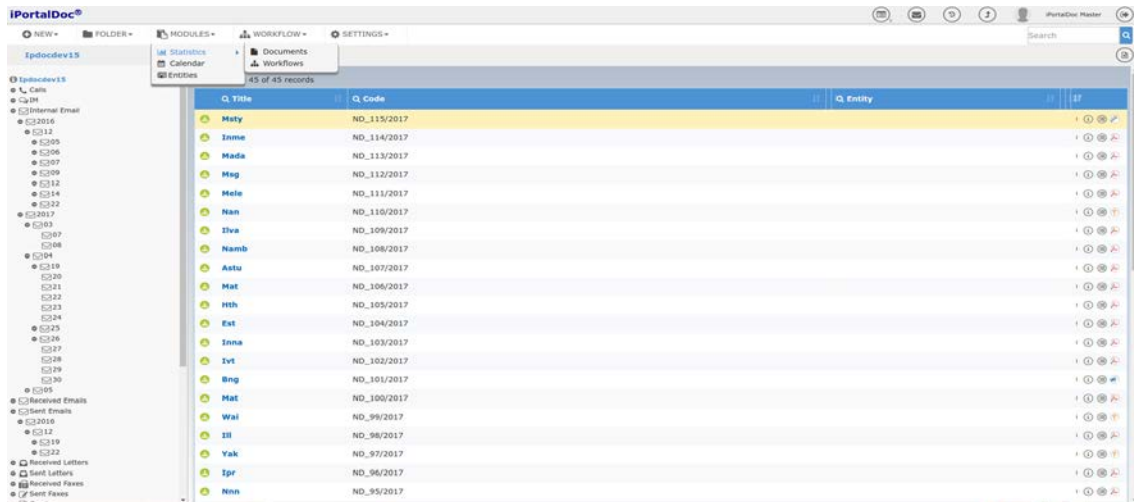 iPortalDoc®
iPortalDoc Master
NEW
FOLDER
MODULES
WORKFLOW
SETTINGS
Search
Ipdocdev15
Statistics
Calendar
Entities
Documents
Workflows
45 of 45 records
Ipdocdev15
Calls
IM
Internal Email
2016
12
05
06
07
09
12
14
22
2017
03
07
08
04
19
20
21
22
23
24
25
26
27
28
29
30
05
Received Emails
Sent Emails
2016
12
19
22
Received Letters
Sent Letters
Received Faxes
Sent Faxes
Title Code Entity
Msty ND_115/2017
Inme ND_114/2017
Mada ND_113/2017
Msg ND_112/2017
Mele ND_111/2017
Nan ND_110/2017
Ilva ND_109/2017
Namb ND_108/2017
Astu ND_107/2017
Mat ND_106/2017
Hth ND_105/2017
Est ND_104/2017
Inna ND_103/2017
Ivt ND_102/2017
Bng ND_101/2017
Mat ND_100/2017
Wai ND_99/2017
Ill ND_98/2017
Yak ND_97/2017
Ipr ND_96/2017
Nnn ND_95/2017